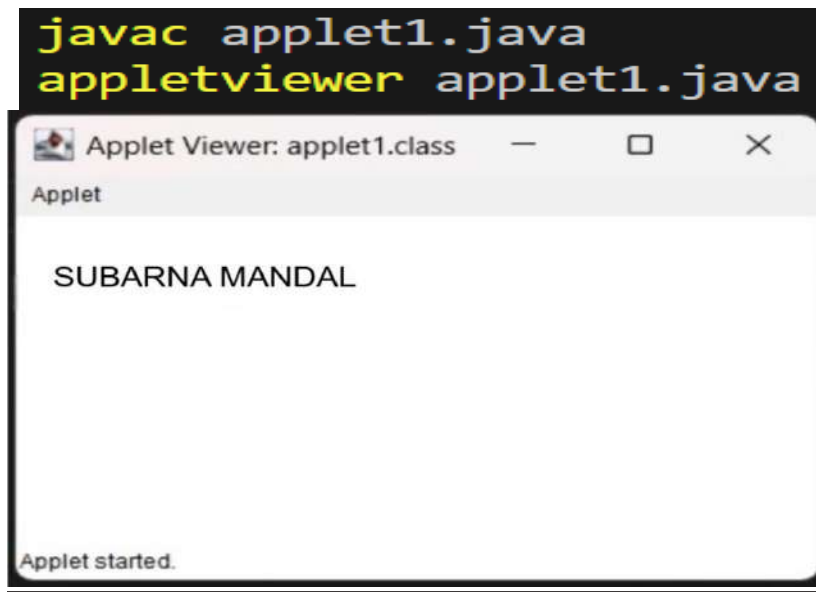 javac applet1.java
appletviewer applet1.java
Applet Viewer: applet1.class
Applet
SUBARNA MANDAL
Applet started.